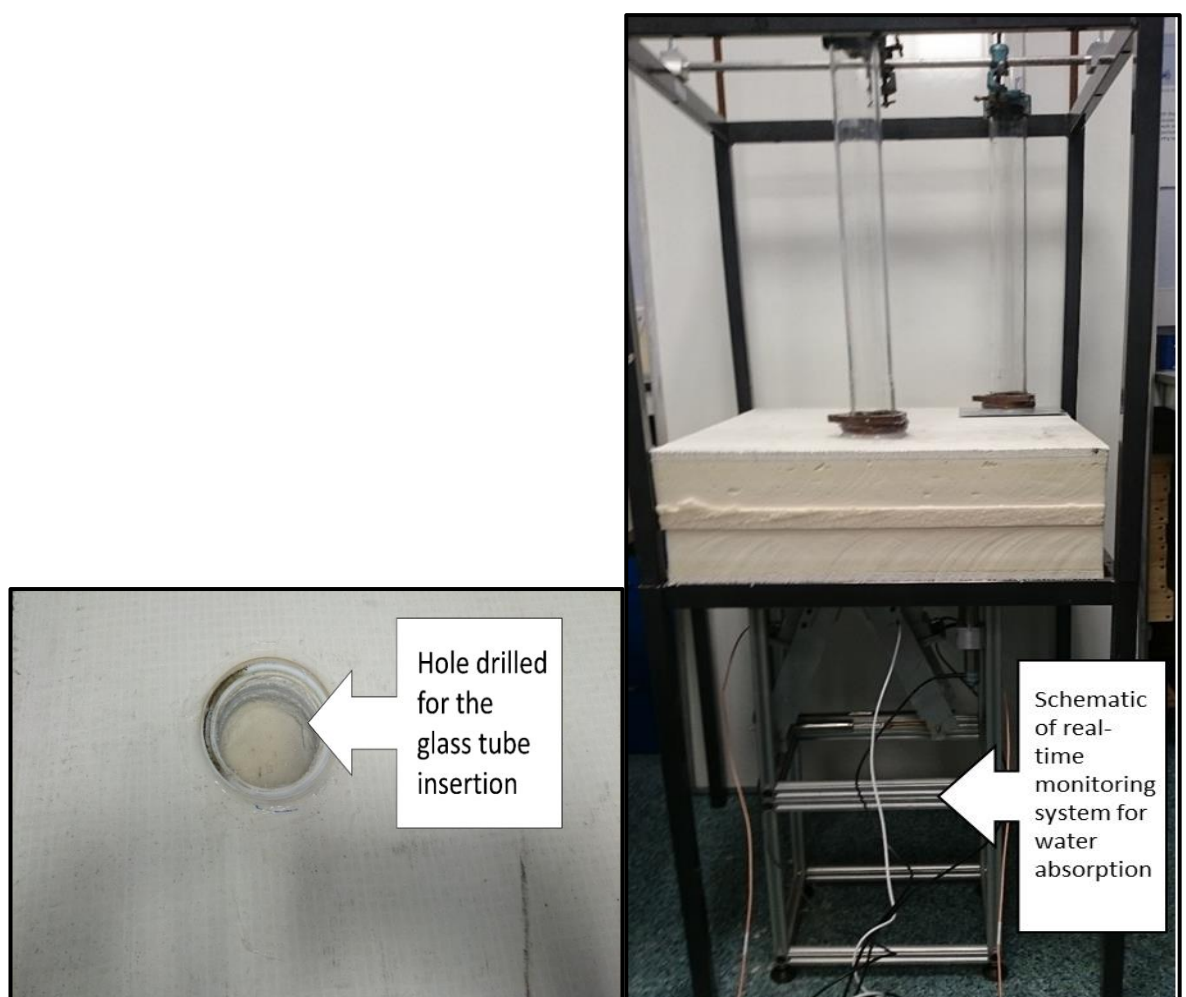 Hole drilled
for the
glass tube
insertion
Schematic
of real-
time
monitoring
system for
water
absorption